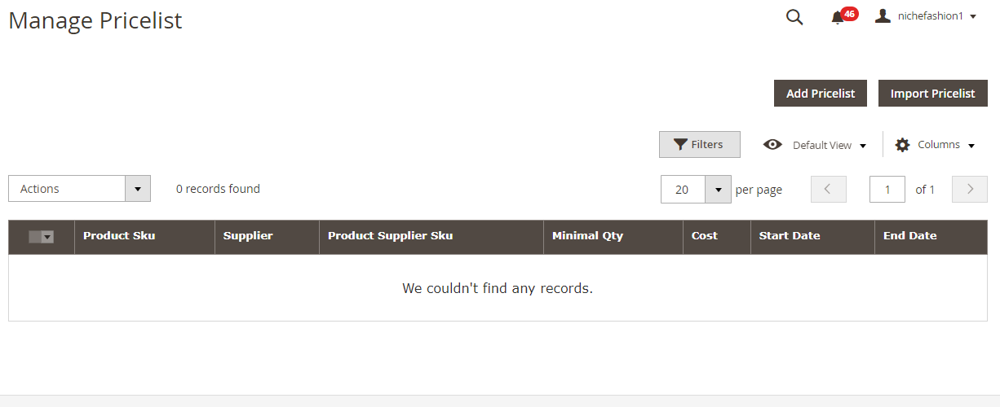 Manage Pricelist
46
nichefashion1
Add Pricelist
Import Pricelist
Filters
Default View
Columns
Actions
0 records found
20
per page
1
of 1
Product Sku
Supplier
Product Supplier Sku
Minimal Qty
Cost
Start Date
End Date
We couldn't find any records.